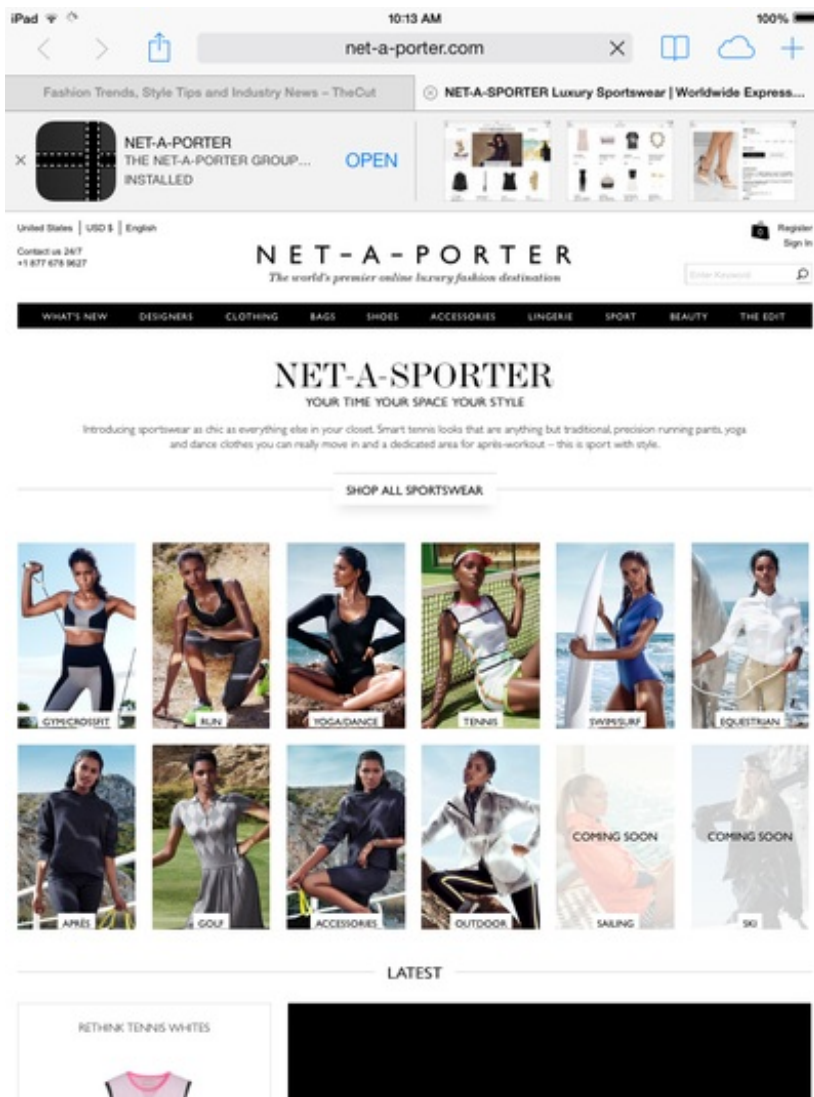 iPad 10:13 AM 100%
net-a-porter.com
Fashion Trends, Style Tips and Industry News – TheCut
NET-A-SPORTER Luxury Sportswear | Worldwide Express...
NET-A-PORTER
THE NET-A-PORTER GROUP...
INSTALLED
OPEN
United States | USD $ | English
Contact us 24/7
+1 877 678 9627
NET-A-PORTER
The world's premier online luxury fashion destination
0
Register
Sign In
Enter Keyword
WHAT'S NEW DESIGNERS CLOTHING BAGS SHOES ACCESSORIES LINGERIE SPORT BEAUTY THE EDIT
NET-A-SPORTER
YOUR TIME YOUR SPACE YOUR STYLE
Introducing sportswear as chic as everything else in your closet. Smart tennis looks that are anything but traditional, precision running pants, yoga
and dance clothes you can really move in and a dedicated area for après-workout – this is sport with style.
SHOP ALL SPORTSWEAR
GYM/CROSSFIT RUN YOGA/DANCE TENNIS SWIM/SURF EQUESTRIAN
COMING SOON COMING SOON
APRÈS GOLF ACCESSORIES OUTDOOR SAILING SKI
LATEST
RETHINK TENNIS WHITES